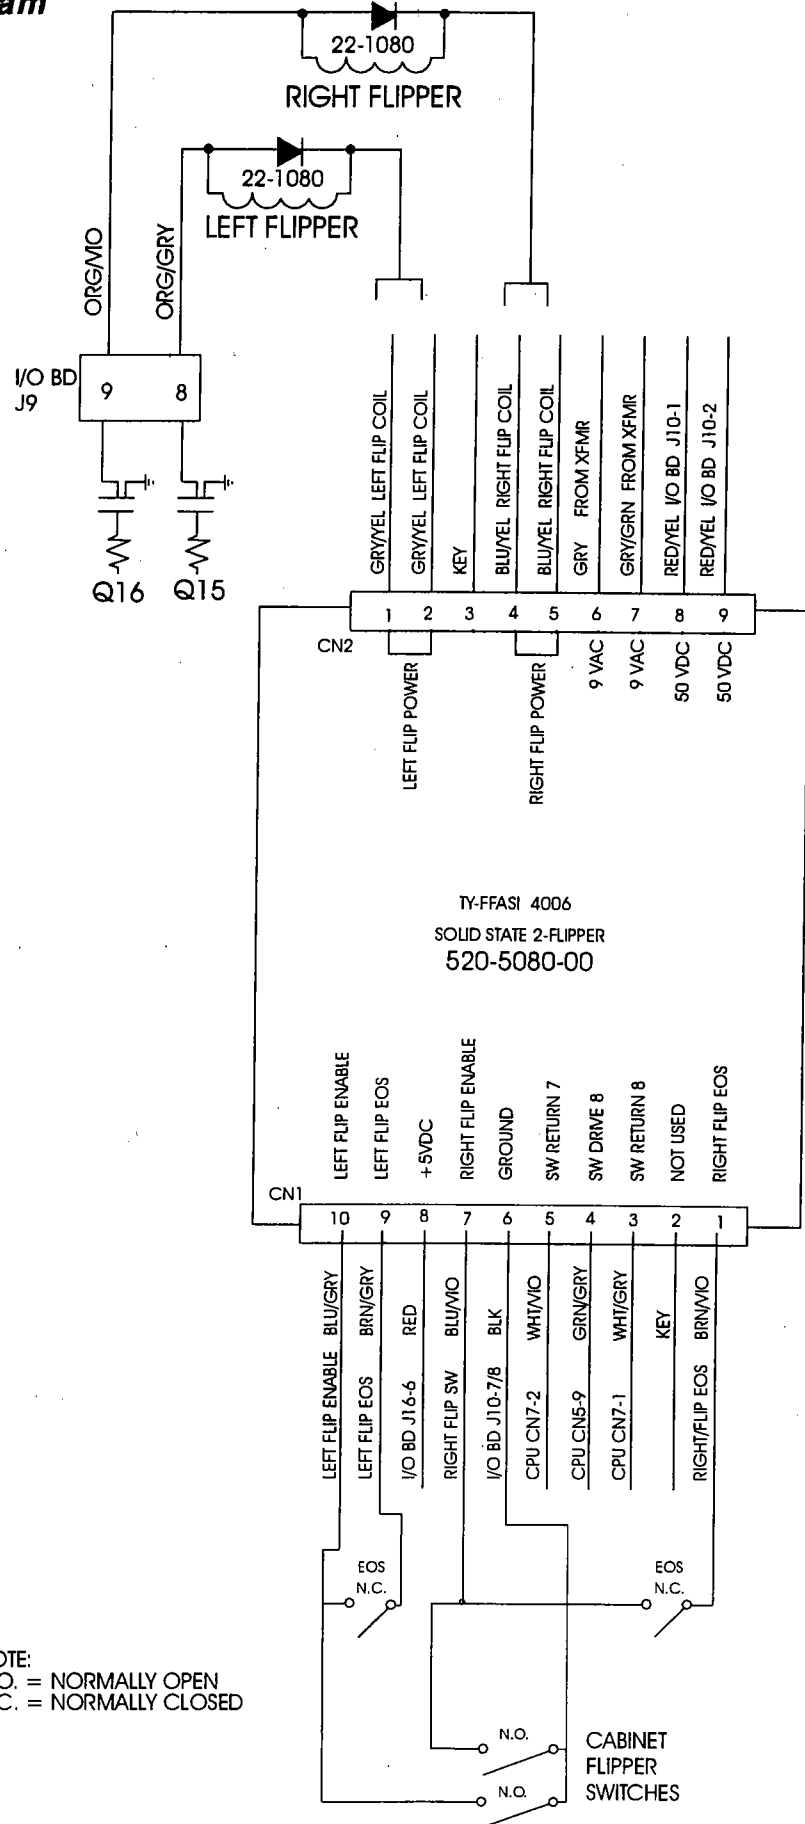 am
22-1080
RIGHT FLIPPER
22-1080
LEFT FLIPPER
ORG/VIO
ORG/GRY
I/O BD
J9
9
8
Q16
Q15
GRY/YEL LEFT FLIP COIL
GRY/YEL LEFT FLIP COIL
KEY
BLU/YEL RIGHT FLIP COIL
BLU/YEL RIGHT FLIP COIL
GRY FROM XFMR
GRY/GRN FROM XFMR
RED/YEL I/O BD J10-1
RED/YEL I/O BD J10-2
1 2 3 4 5 6 7 8 9
CN2
LEFT FLIP POWER
RIGHT FLIP POWER
9 VAC
9 VAC
50 VDC
50 VDC
TY-FFASI 4006
SOLID STATE 2-FLIPPER
520-5080-00
LEFT FLIP ENABLE
LEFT FLIP EOS
+5VDC
RIGHT FLIP ENABLE
GROUND
SW RETURN 7
SW DRIVE 8
SW RETURN 8
NOT USED
RIGHT FLIP EOS
CN1
10 9 8 7 6 5 4 3 2 1
LEFT FLIP ENABLE BLU/GRY
LEFT FLIP EOS BRN/GRY
I/O BD J16-6 RED
RIGHT FLIP SW BLU/VIO
I/O BD J10-7/8 BLK
CPU CN7-2 WHT/VIO
CPU CN5-9 GRN/GRY
CPU CN7-1 WHT/GRY
KEY
RIGHT/FLIP EOS BRN/VIO
EOS
N.C.
EOS
N.C.
OTE:
O. = NORMALLY OPEN
C. = NORMALLY CLOSED
N.O.
N.O.
CABINET
FLIPPER
SWITCHES